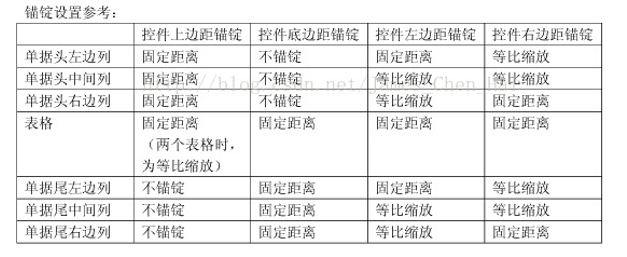 锚锭设置参考：
控件上边距锚锭 控件底边距锚锭 控件左边距锚锭 控件右边距锚锭
单据头左边列 固定距离 不锚锭 固定距离 等比缩放
单据头中间列 固定距离 不锚锭 等比缩放 等比缩放
单据头右边列 固定距离 不锚锭 等比缩放 固定距离
表格 固定距离 固定距离 固定距离 固定距离
（两个表格时，
为等比缩放）
单据尾左边列 不锚锭 固定距离 固定距离 等比缩放
单据尾中间列 不锚锭 固定距离 等比缩放 等比缩放
单据尾右边列 不锚锭 固定距离 等比缩放 固定距离